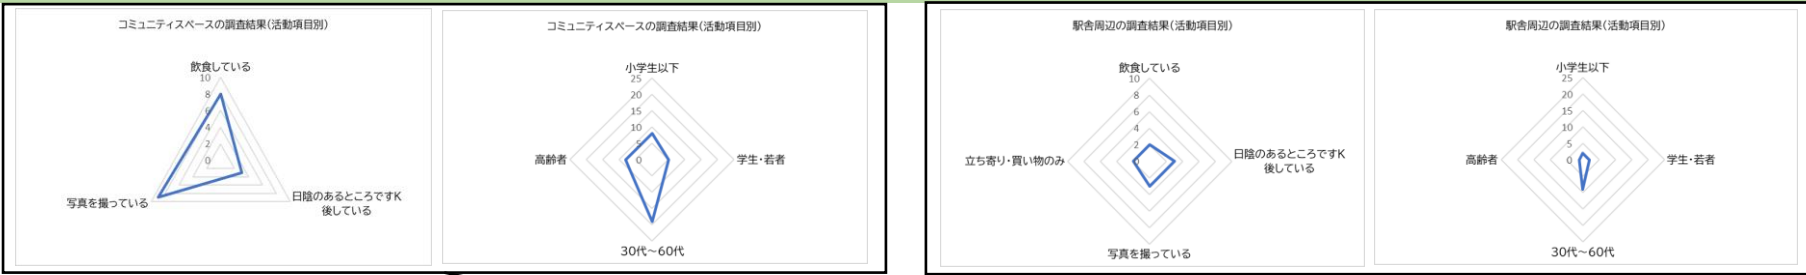 コミュニティスペースの調査結果(活動項目別)
飲食している
10
8
6
4
2
0
写真を撮っている
日陰のあるところですK
後している
コミュニティスペースの調査結果(活動項目別)
小学生以下
25
20
15
10
5
0
高齢者
学生・若者
30代~60代
駅舎周辺の調査結果(活動項目別)
飲食している
10
8
6
4
2
0
立ち寄り・買い物のみ
日陰のあるところですK
後している
写真を撮っている
駅舎周辺の調査結果(活動項目別)
小学生以下
25
20
15
10
5
0
高齢者
学生・若者
30代~60代